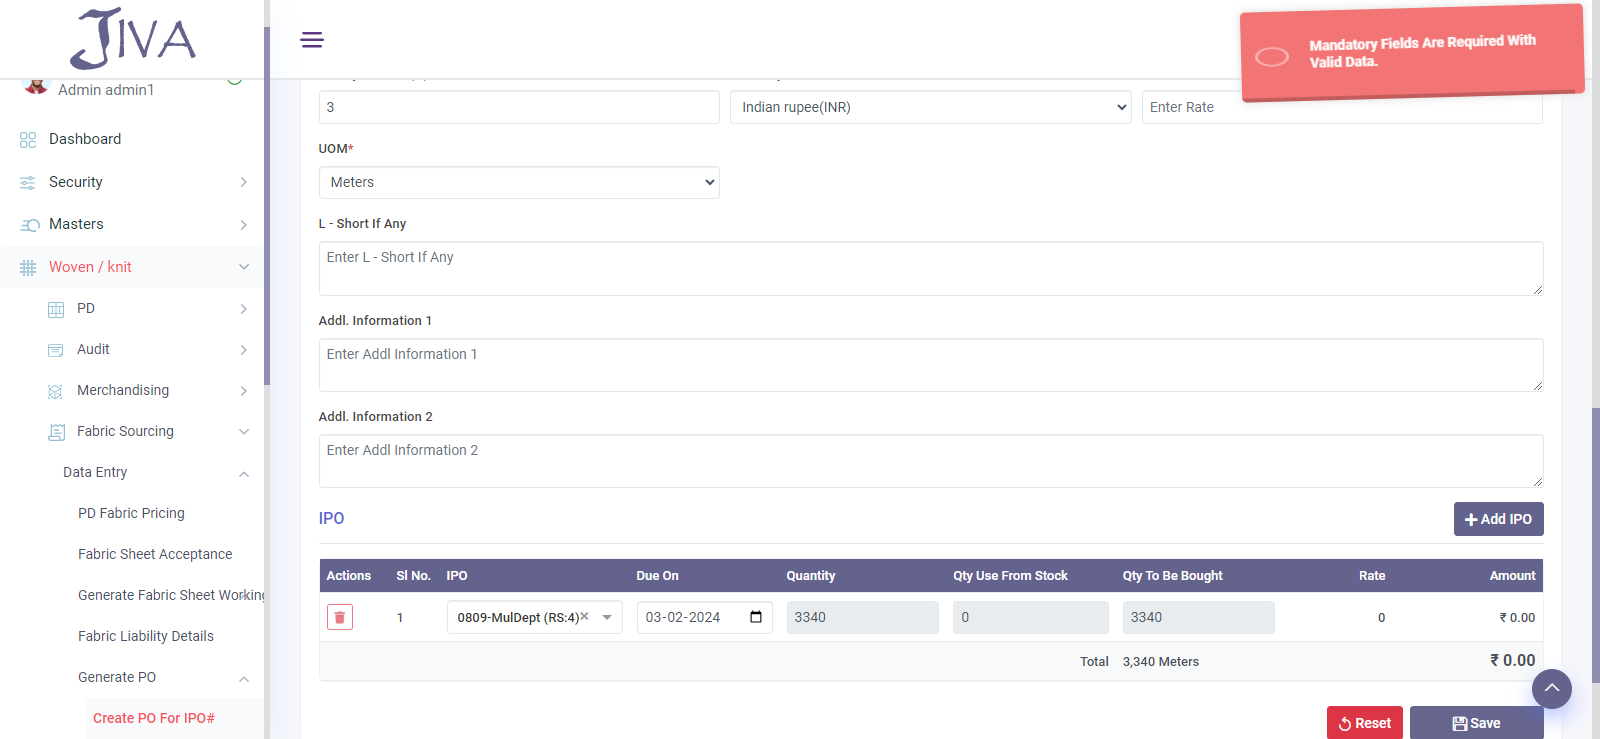 JIVA
Mandatory Fields Are Required With
Valid Data.
Admin admin1
Dashboard
Security
Masters
Woven / knit
PD
Audit
Merchandising
Fabric Sourcing
Data Entry
PD Fabric Pricing
Fabric Sheet Acceptance
Generate Fabric Sheet Working
Fabric Liability Details
Generate PO
Create PO For IPO#
3
Indian rupee(INR)
Enter Rate
UOM*
Meters
L - Short If Any
Enter L - Short If Any
Addl. Information 1
Enter Addl Information 1
Addl. Information 2
Enter Addl Information 2
IPO
Add IPO
Actions Sl No. IPO Due On Quantity Qty Use From Stock Qty To Be Bought Rate Amount
1 0809-MulDept (RS:4)× 03-02-2024 3340 0 3340 0 ₹ 0.00
Total 3,340 Meters ₹ 0.00
Reset
Save